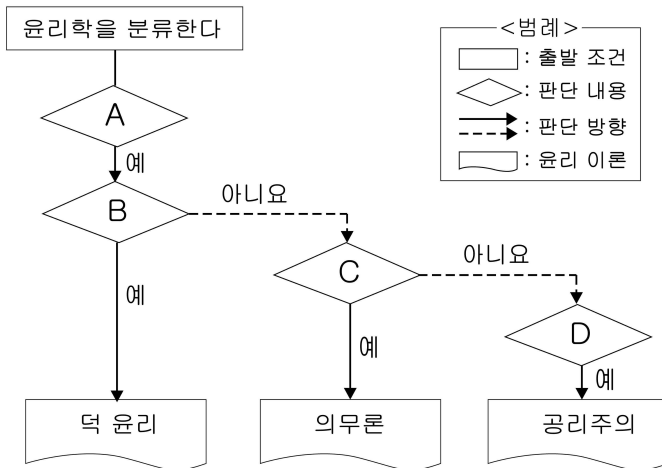 윤리학을 분류한다
<범례>
: 출발 조건
: 판단 내용
: 판단 방향
: 윤리 이론
A
예
B
아니요
예
C
아니요
예
D
예
덕 윤리
의무론
공리주의